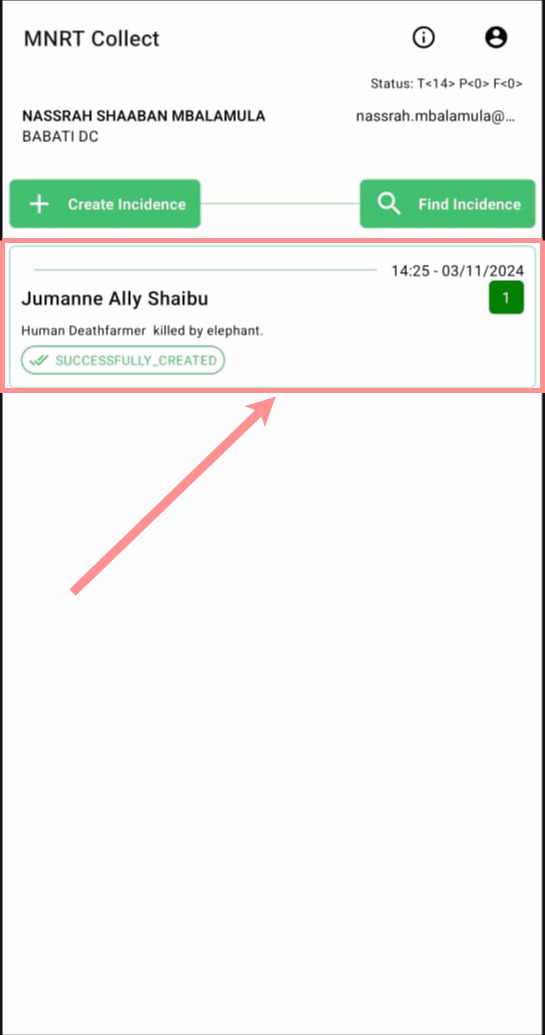 MNRT Collect
Status: T<14> P<0> F<0>
NASSRAH SHAABAN MBALAMULA
nassrah.mbalamula@...
BABATI DC
Create Incidence
Find Incidence
14:25 - 03/11/2024
Jumanne Ally Shaibu
1
Human Deathfarmer  killed by elephant.
SUCCESSFULLY_CREATED